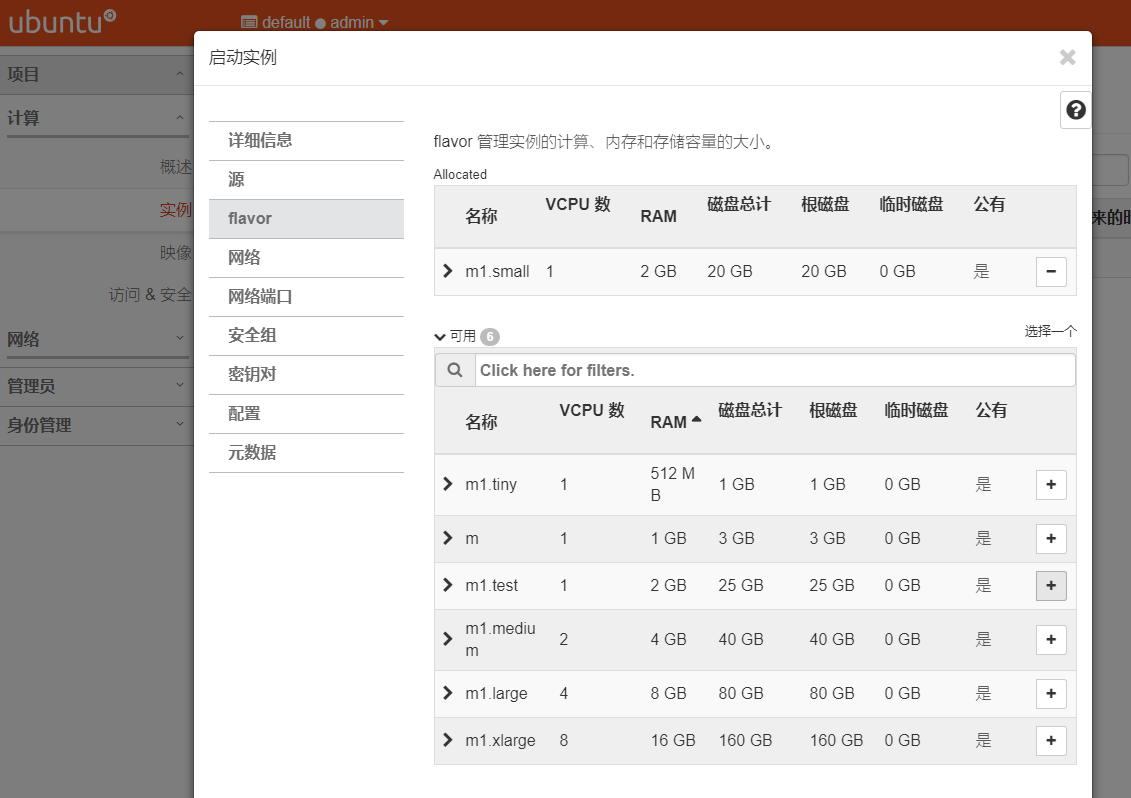 ubuntu
default admin
启动实例
项目
计算
概述
实例
映像
访问 & 安全
网络
管理员
身份管理
详细信息
源
flavor
网络
网络端口
安全组
密钥对
配置
元数据
flavor 管理实例的计算、内存和存储容量的大小。
Allocated
名称 VCPU 数 RAM 磁盘总计 根磁盘 临时磁盘 公有
m1.small 1 2 GB 20 GB 20 GB 0 GB 是
可用 6 选择一个
Click here for filters.
名称 VCPU 数 RAM 磁盘总计 根磁盘 临时磁盘 公有
m1.tiny 1 512 M
B 1 GB 1 GB 0 GB 是
m 1 1 GB 3 GB 3 GB 0 GB 是
m1.test 1 2 GB 25 GB 25 GB 0 GB 是
m1.mediu
m 2 4 GB 40 GB 40 GB 0 GB 是
m1.large 4 8 GB 80 GB 80 GB 0 GB 是
m1.xlarge 8 16 GB 160 GB 160 GB 0 GB 是